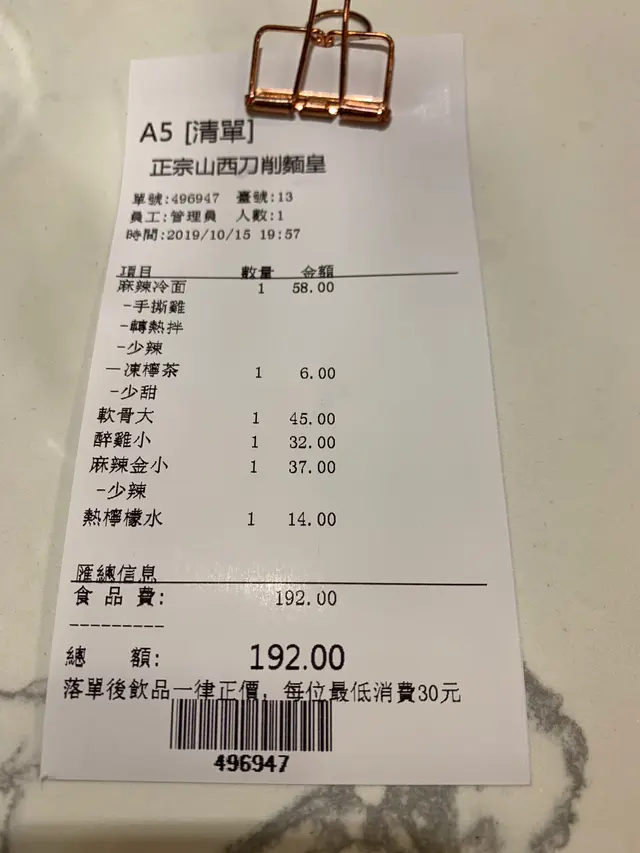 A5 [清單]
正宗山西刀削麵皇
單號:496947 臺號:13
員工:管理員 人數:1
時間:2019/10/15 19:57
項目 數量 金額
麻辣冷面 1 58.00
-手撕雞
-轉熱拌
-少辣
—凍檸茶 1 6.00
-少甜
軟骨大 1 45.00
醉雞小 1 32.00
麻辣金小 1 37.00
-少辣
熱檸檬水 1 14.00
匯總信息
食品費: 192.00
---------
總 額: 192.00
落單後飲品一律正價，每位最低消費30元
496947